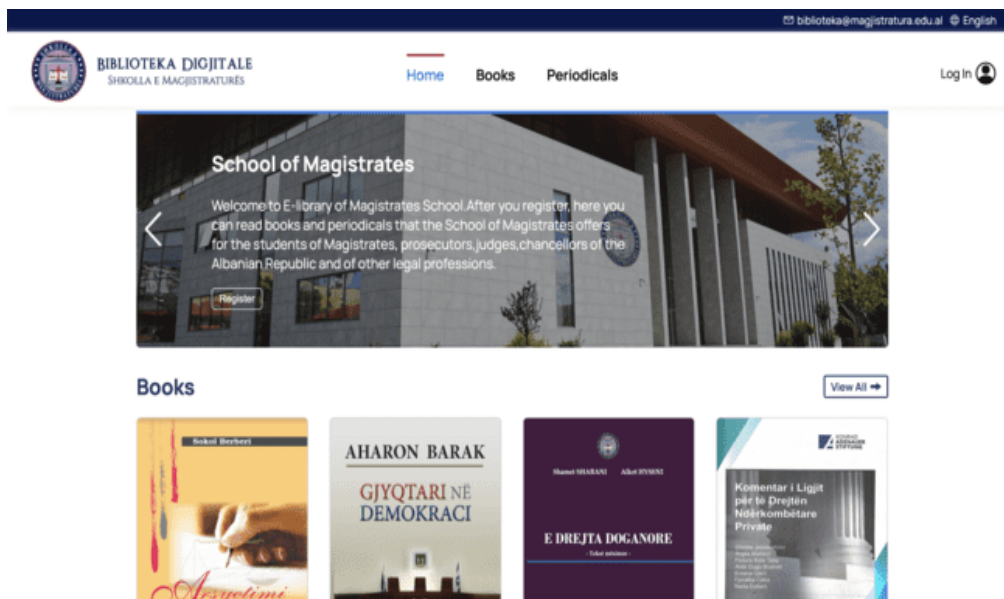 biblioteka@magjistratura.edu.al English
BIBLIOTEKA DIGJITALE
SHKOLLA E MAGJISTRATURËS
Home Books Periodicals
Log In
School of Magistrates
Welcome to E-library of Magistrates School.After you register, here you
can read books and periodicals that the School of Magistrates offers
for the students of Magistrates, prosecutors,judges,chancellors of the
Albanian Republic and of other legal professions.
Register
Books
View All
Sokol Berberi
Arsyetimi
AHARON BARAK
GJYQTARI NË
DEMOKRACI
E DREJTA DOGANORE
KONRAD
ADENAUER
STIFTUNG
Komentar i Ligjit
për të Drejtën
Ndërkombëtare
Private